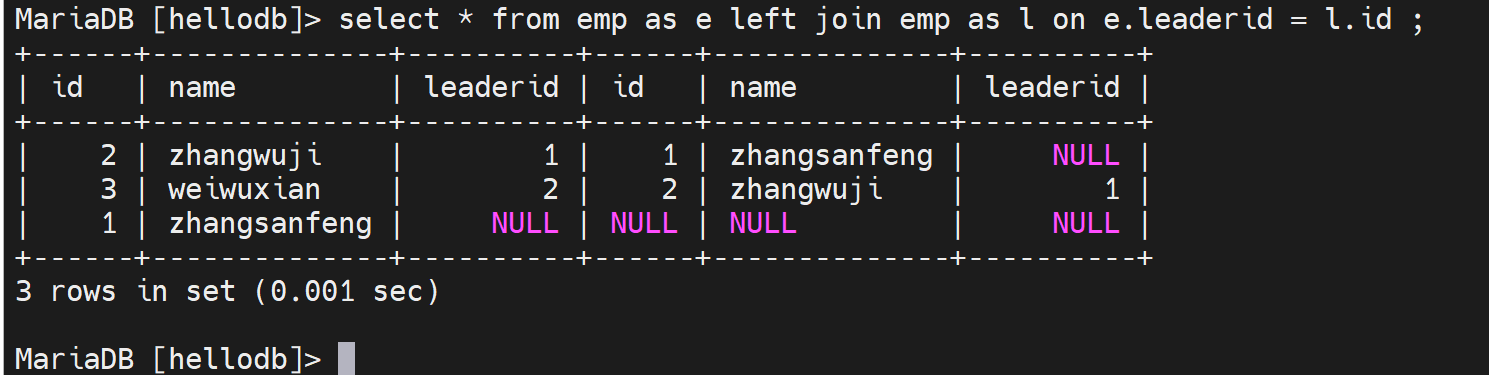 MariaDB [hellodb]> select * from emp as e left join emp as l on e.leaderid = l.id ;
+------+--------------+----------+------+--------------+----------+
| id   | name         | leaderid | id   | name         | leaderid |
+------+--------------+----------+------+--------------+----------+
|    2 | zhangwuji    |        1 |    1 | zhangsanfeng |     NULL |
|    3 | weiwuxian    |        2 |    2 | zhangwuji    |        1 |
|    1 | zhangsanfeng |     NULL | NULL | NULL         |     NULL |
+------+--------------+----------+------+--------------+----------+
3 rows in set (0.001 sec)
MariaDB [hellodb]>